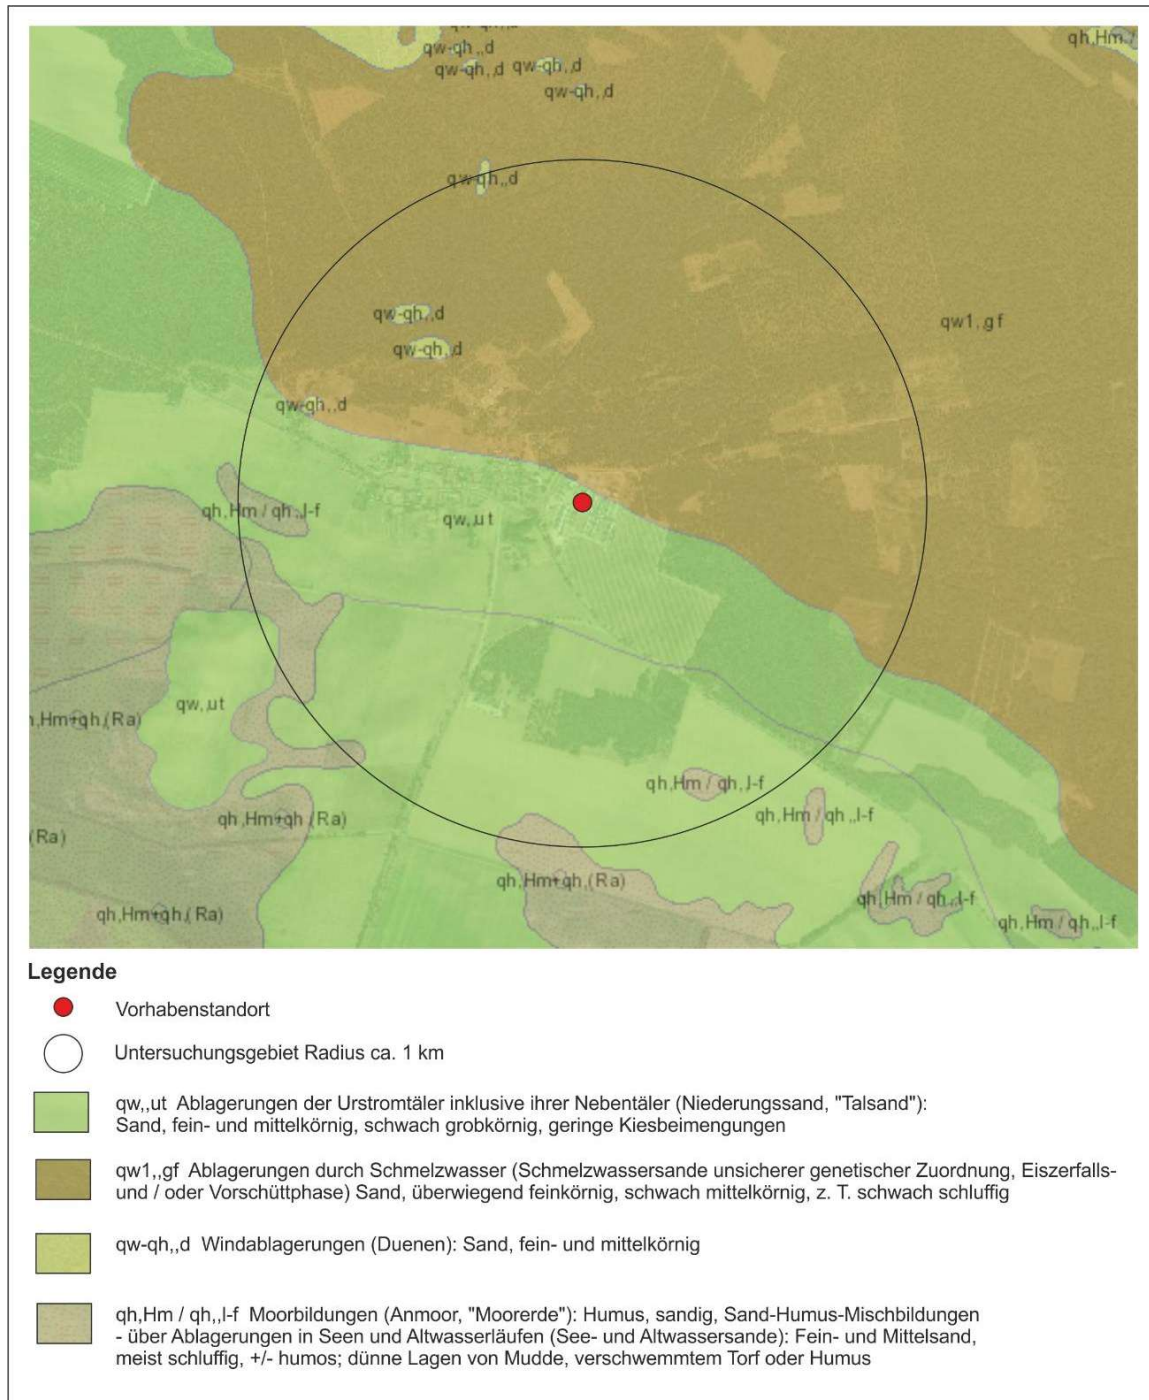 qw-qh,,d
qh,Hm /
qw-qh,,d
qw-qh,,d
qw-qh,,d
qw-qh,,d
qw-qh,,d
qw-qh,,d
qw1,,gf
qw-qh,,d
qw-qh,,d
qh,Hm / qh,,l-f
qw,,ut
qw,,ut
h,Hm+qh,(Ra)
qh,Hm / qh,,l-f
qh,Hm+qh,(Ra)
qh,Hm / qh,,l-f
(Ra)
qh,Hm+qh,(Ra)
qh,Hm / qh,,l-f
qh,Hm+qh,(Ra)
qh,Hm / qh,,l-f
Legende
Vorhabenstandort
Untersuchungsgebiet Radius ca. 1 km
qw,,ut Ablagerungen der Urstromtäler inklusive ihrer Nebentäler (Niederungssand, "Talsand"):
Sand, fein- und mittelkörnig, schwach grobkörnig, geringe Kiesbeimengungen
qw1,,gf Ablagerungen durch Schmelzwasser (Schmelzwassersande unsicherer genetischer Zuordnung, Eiszerfalls-
und / oder Vorschüttphase) Sand, überwiegend feinkörnig, schwach mittelkörnig, z. T. schwach schluffig
qw-qh,,d Windablagerungen (Duenen): Sand, fein- und mittelkörnig
qh,Hm / qh,,l-f Moorbildungen (Anmoor, "Moorerde"): Humus, sandig, Sand-Humus-Mischbildungen
- über Ablagerungen in Seen und Altwasserläufen (See- und Altwassersande): Fein- und Mittelsand,
meist schluffig, +/- humos; dünne Lagen von Mudde, verschwemmtem Torf oder Humus